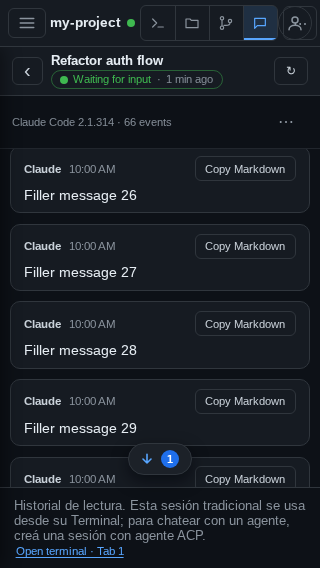 my-project
Refactor auth flow
Waiting for input · 1 min ago
Claude Code 2.1.314 · 66 events
Claude 10:00 AM Copy Markdown
Filler message 26
Claude 10:00 AM Copy Markdown
Filler message 27
Claude 10:00 AM Copy Markdown
Filler message 28
Claude 10:00 AM Copy Markdown
Filler message 29
1
Claude 10:00 AM Copy Markdown
Historial de lectura. Esta sesión tradicional se usa
desde su Terminal; para chatear con un agente,
creá una sesión con agente ACP.
Open terminal · Tab 1